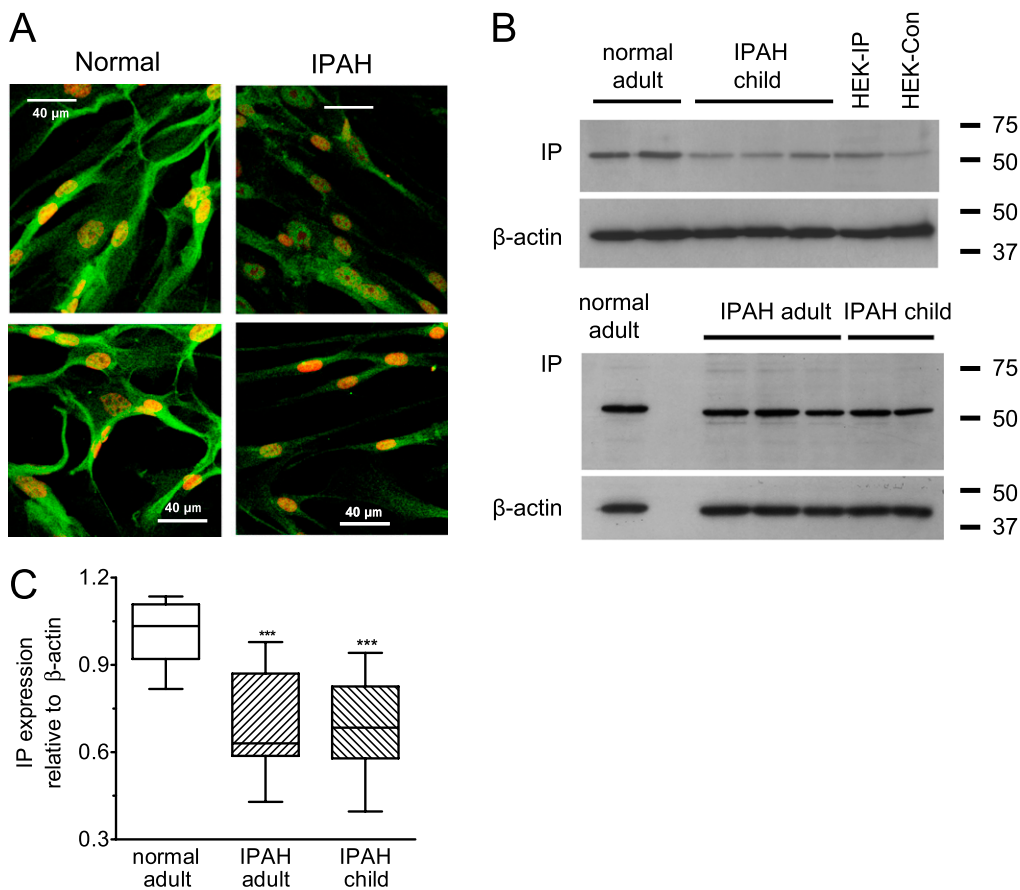 A
Normal
IPAH
40 µm
40 µm
40 µm
B
normal
adult
IPAH
child
HEK-IP
HEK-Con
IP
75
50
β-actin
50
37
normal
adult
IPAH adult
IPAH child
IP
75
50
β-actin
50
37
C
IP expression
relative to β-actin
1.2
0.9
0.6
0.3
***
***
normal
adult
IPAH
adult
IPAH
child